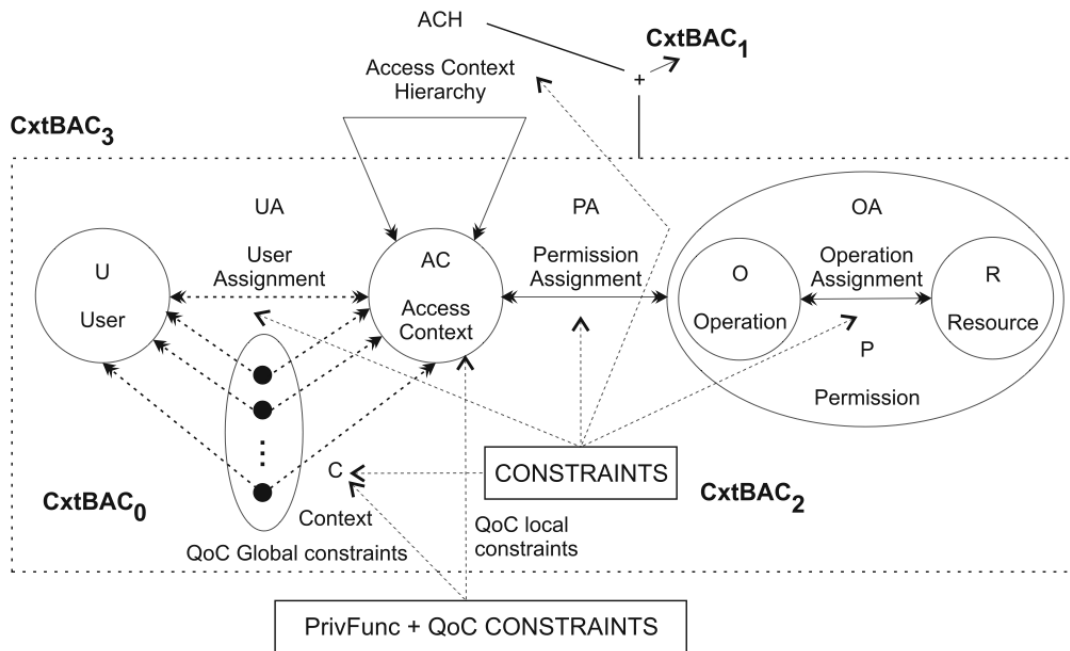 ACH
CxtBAC1
Access Context
Hierarchy
+
CxtBAC3
UA
PA
OA
U
User
User
Assignment
AC
Access
Context
Permission
Assignment
O
Operation
Operation
Assignment
R
Resource
P
Permission
CONSTRAINTS
C
Context
CxtBAC0
CxtBAC2
QoC Global constraints
QoC local
constraints
PrivFunc + QoC CONSTRAINTS